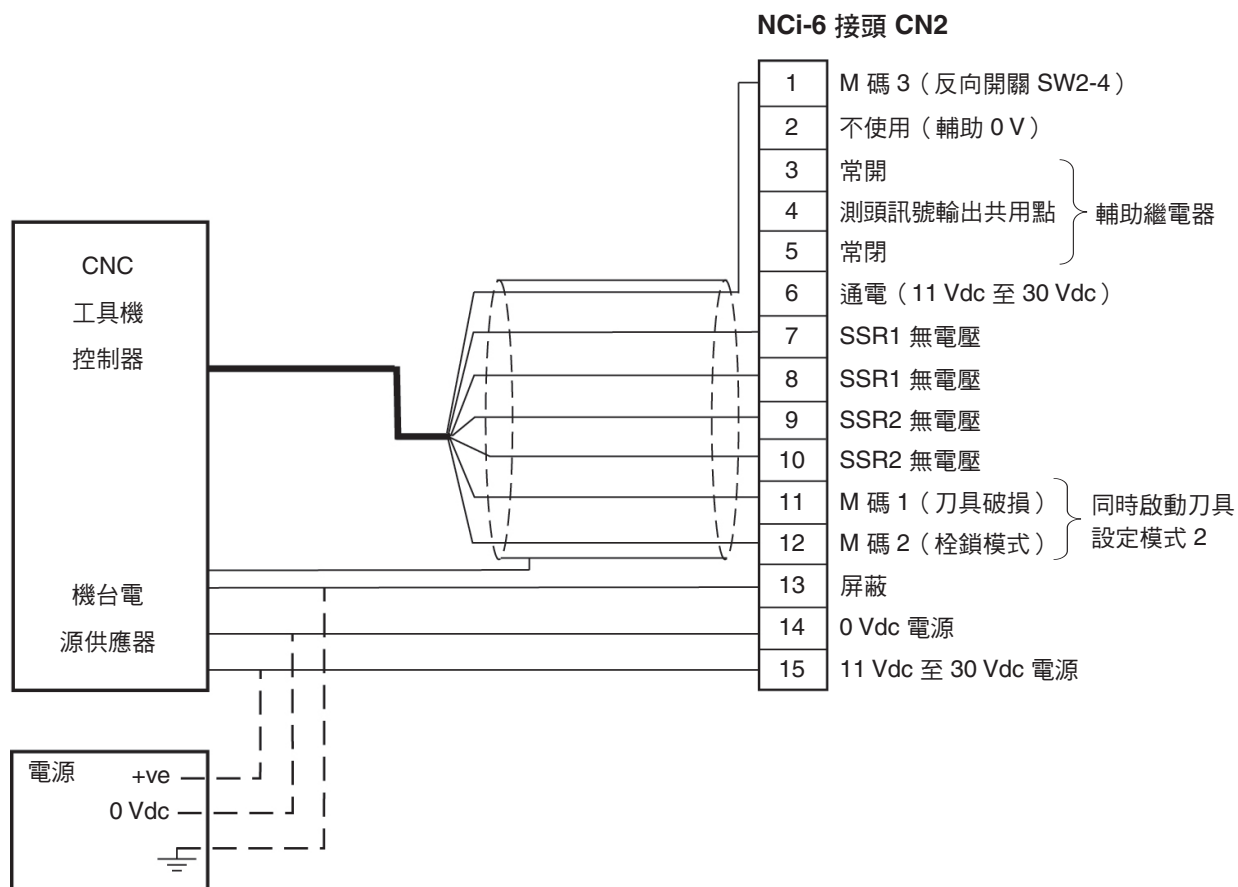 NCi-6 接頭 CN2
1 M 碼 3（反向開關 SW2-4）
2 不使用（輔助 0 V）
3 常開
4 測頭訊號輸出共用點
5 常閉
輔助繼電器
6 通電（11 Vdc 至 30 Vdc）
7 SSR1 無電壓
8 SSR1 無電壓
9 SSR2 無電壓
10 SSR2 無電壓
11 M 碼 1（刀具破損）
12 M 碼 2（栓鎖模式）
同時啟動刀具
設定模式 2
13 屏蔽
14 0 Vdc 電源
15 11 Vdc 至 30 Vdc 電源
CNC
工具機
控制器
機台電
源供應器
電源 +ve
0 Vdc